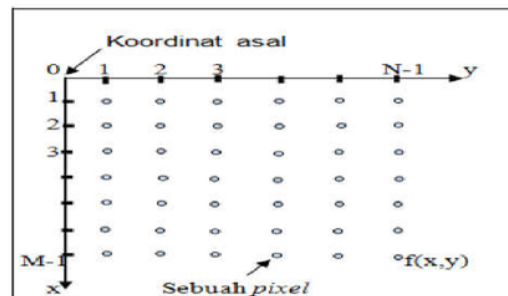 Koordinat asal
0 1 2 3 N-1 y
1
2
3
M-1 f(x,y)
x Sebuah pixel